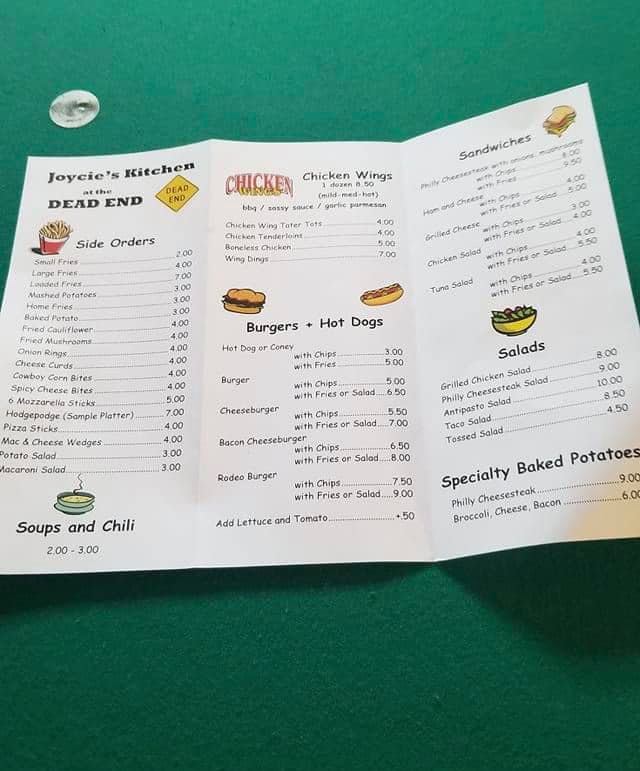 Joycie's Kitchen
at the
DEAD END
DEAD
END
Side Orders
Small Fries 2.00
Large Fries 4.00
Loaded Fries 7.00
Mashed Potatoes 3.00
Home Fries 3.00
Baked Potato 3.00
Fried Cauliflower 4.00
Fried Mushrooms 4.00
Onion Rings 4.00
Cheese Curds 4.00
Cowboy Corn Bites 4.00
Spicy Cheese Bites 4.00
6 Mozzarella Sticks 5.00
Hodgepodge (Sample Platter) 7.00
Pizza Sticks 4.00
Mac & Cheese Wedges 4.00
Potato Salad 3.00
Macaroni Salad 3.00
Soups and Chili
2.00 - 3.00
CHICKEN
WINGS
Chicken Wings
1 dozen 8.50
(mild-med-hot)
bbq / sassy sauce / garlic parmesan
Chicken Wing Tater Tots 4.00
Chicken Tenderloins 4.00
Boneless Chicken 5.00
Wing Dings 7.00
Burgers + Hot Dogs
Hot Dog or Coney
with Chips 3.00
with Fries 5.00
Burger with Chips 5.00
with Fries or Salad 6.50
Cheeseburger with Chips 5.50
with Fries or Salad 7.00
Bacon Cheeseburger
with Chips 6.50
with Fries or Salad 8.00
Rodeo Burger with Chips 7.50
with Fries or Salad 9.00
Add Lettuce and Tomato +.50
Sandwiches
Philly Cheesesteak with onions, mushrooms
with Chips 8.00
with Fries 9.50
Ham and Cheese with Chips 4.00
with Fries or Salad 5.00
Grilled Cheese with Chips 3.00
with Fries or Salad 4.00
Chicken Salad with Chips 4.00
with Fries or Salad 5.50
Tuna Salad with Chips 4.00
with Fries or Salad 5.50
Salads
Grilled Chicken Salad 8.00
Philly Cheesesteak Salad 9.00
Antipasto Salad 10.00
Taco Salad 8.50
Tossed Salad 4.50
Specialty Baked Potatoes
Philly Cheesesteak 9.00
Broccoli, Cheese, Bacon 6.00